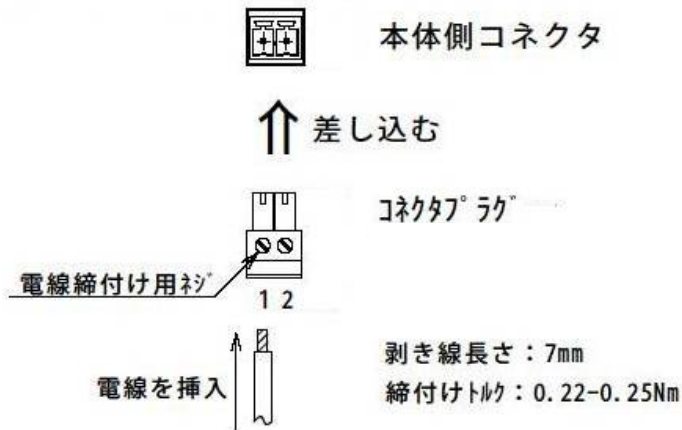 本体側コネクタ
差し込む
ｺﾈｸﾀﾌﾟﾗｸﾞ
電線締付け用ﾈｼﾞ
1 2
電線を挿入
剥き線長さ：7mm
締付けﾄﾙｸ：0.22-0.25Nm